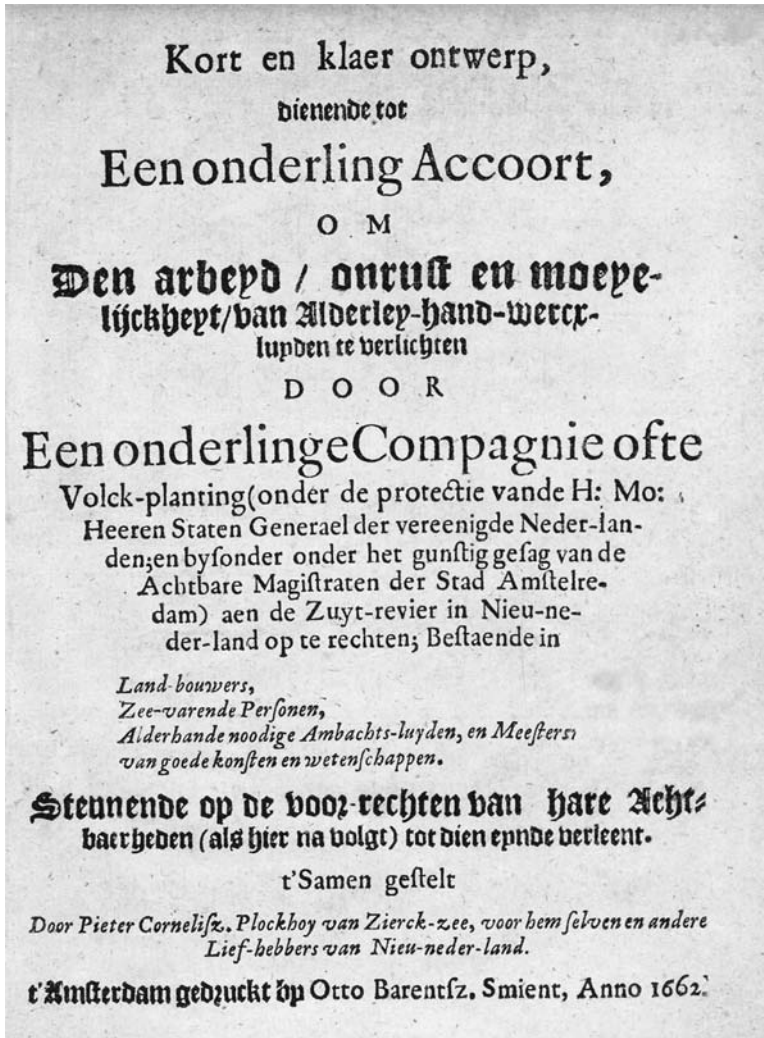 Kort en klaer ontwerp,
dienende tot
Een onderling Accoort,
OM
Den arbeyd / onrust en moeye-
lijckheyt/van Alderley-hand-wercx-
luyden te verlichten
DOOR
Een onderlinge Compagnie ofte
Volck-planting(onder de protectie vande H: Mo:
Heeren Staten Generael der vereenigde Neder-lan-
den;en bysonder onder het gunstig gesag van de
Achtbare Magistraten der Stad Amstelre-
dam) aen de Zuyt-revier in Nieu-ne-
der-land op te rechten; Bestaende in
Land-bouwers,
Zee-varende Personen,
Alderhande noodige Ambachts-luyden, en Meesters
van goede konsten en wetenschappen.
Steunende op de voor-rechten van hare Acht-
baerheden (als hier na volgt) tot dien eynde verleent.
t'Samen gestelt
Door Pieter Cornelisz. Plockhoy van Zierck-zee, voor hem selven en andere
Lief-hebbers van Nieu-neder-land.
t'Amsterdam gedruckt by Otto Barentsz. Smient, Anno 1662.